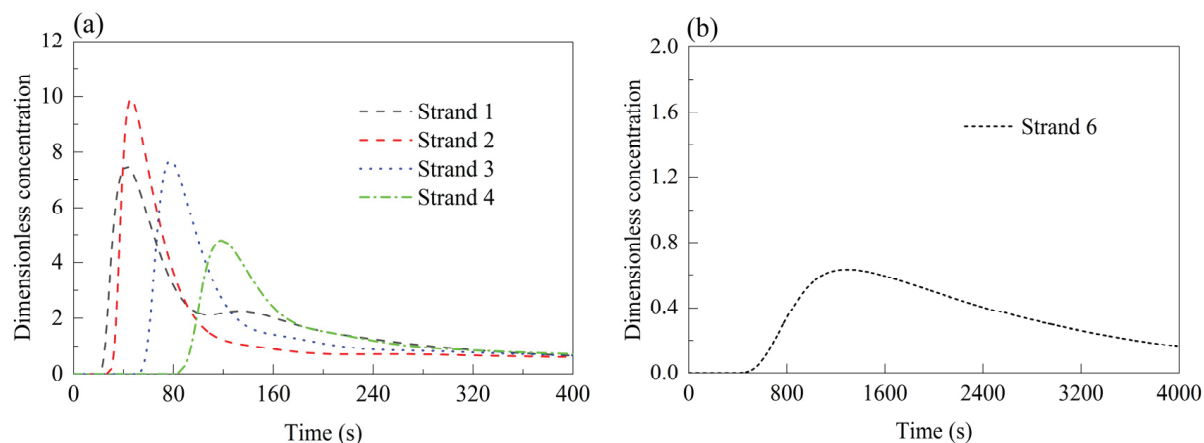 (a)
Dimensionless concentration
12
10
8
6
4
2
0
0 80 160 240 320 400
Time (s)
Strand 1
Strand 2
Strand 3
Strand 4
(b)
Dimensionless concentration
2.0
1.6
1.2
0.8
0.4
0.0
0 800 1600 2400 3200 4000
Time (s)
Strand 6